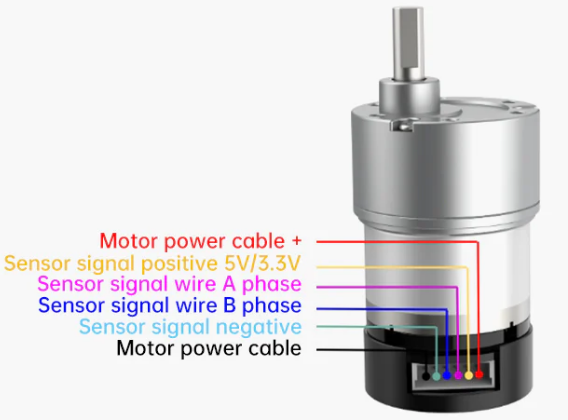 Motor power cable +
Sensor signal positive 5V/3.3V
Sensor signal wire A phase
Sensor signal wire B phase
Sensor signal negative
Motor power cable